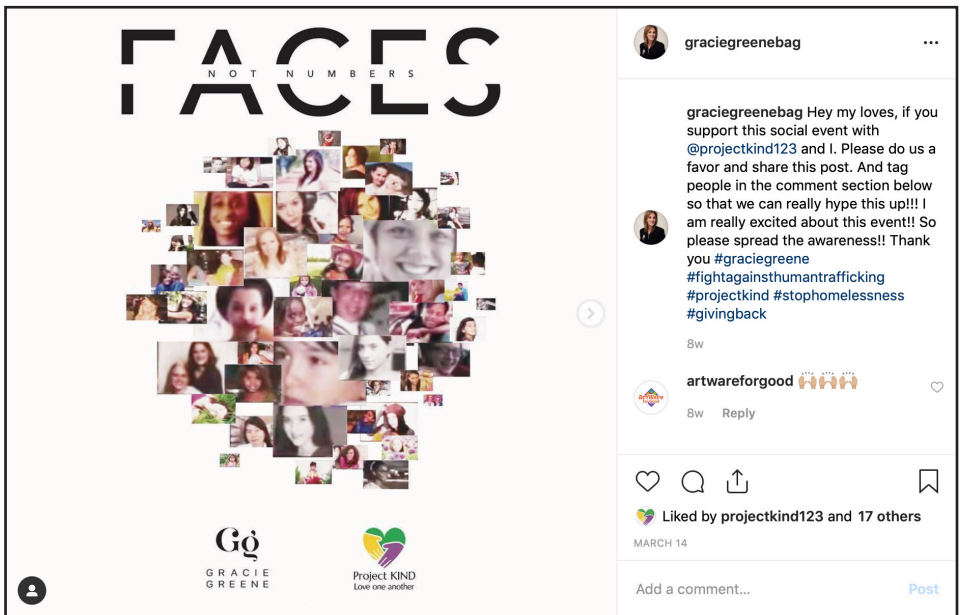 FACES
NOT NUMBERS
Gg
GRACIE
GREENE
Project KIND
Love one another
graciegreenebag
graciegreenebag Hey my loves, if you
support this social event with
@projectkind123 and I. Please do us a
favor and share this post. And tag
people in the comment section below
so that we can really hype this up!!! I
am really excited about this event!! So
please spread the awareness!! Thank
you #graciegreene
#fightagainsthumantrafficking
#projectkind #stophomelessness
#givingback
8w
artwareforgood 🙌🏼🙌🏼🙌🏼
artware
for good
8w Reply
Liked by projectkind123 and 17 others
MARCH 14
Add a comment...
Post